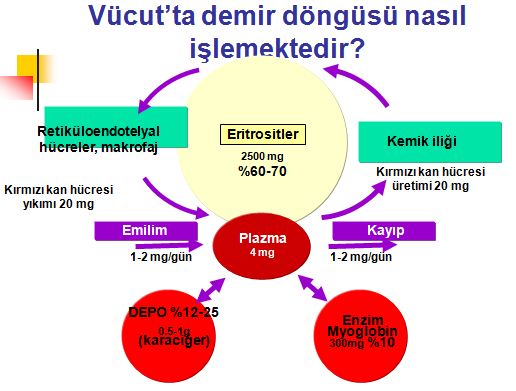 Vücut’ta demir döngüsü nasıl
işlemektedir?
Retiküloendotelyal
hücreler, makrofaj
Eritrositler
2500 mg
%60-70
Kemik iliği
Kırmızı kan hücresi
yıkımı 20 mg
Kırmızı kan hücresi
üretimi 20 mg
Emilim
1-2 mg/gün
Plazma
4 mg
Kayıp
1-2 mg/gün
DEPO %12-25
0.5-1g
(karaciğer)
Enzim
Myoglobin
300mg %10